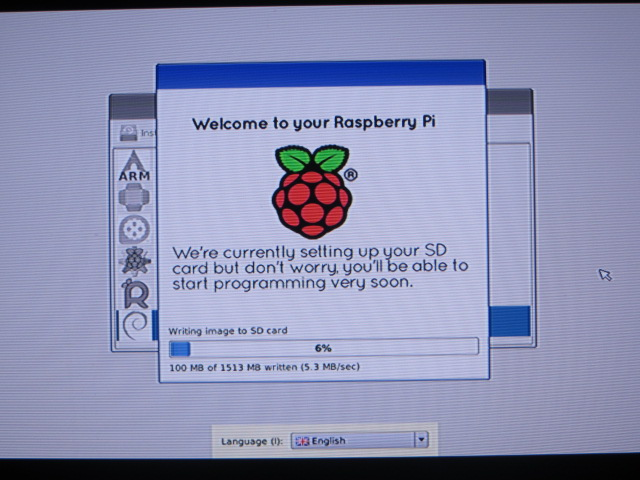 Welcome to your Raspberry Pi
®
Inst
ARM
We're currently setting up your SD
card but don't worry, you'll be able to
start programming very soon.
Writing image to SD card
6%
100 MB of 1513 MB written (5.3 MB/sec)
Language (l): English